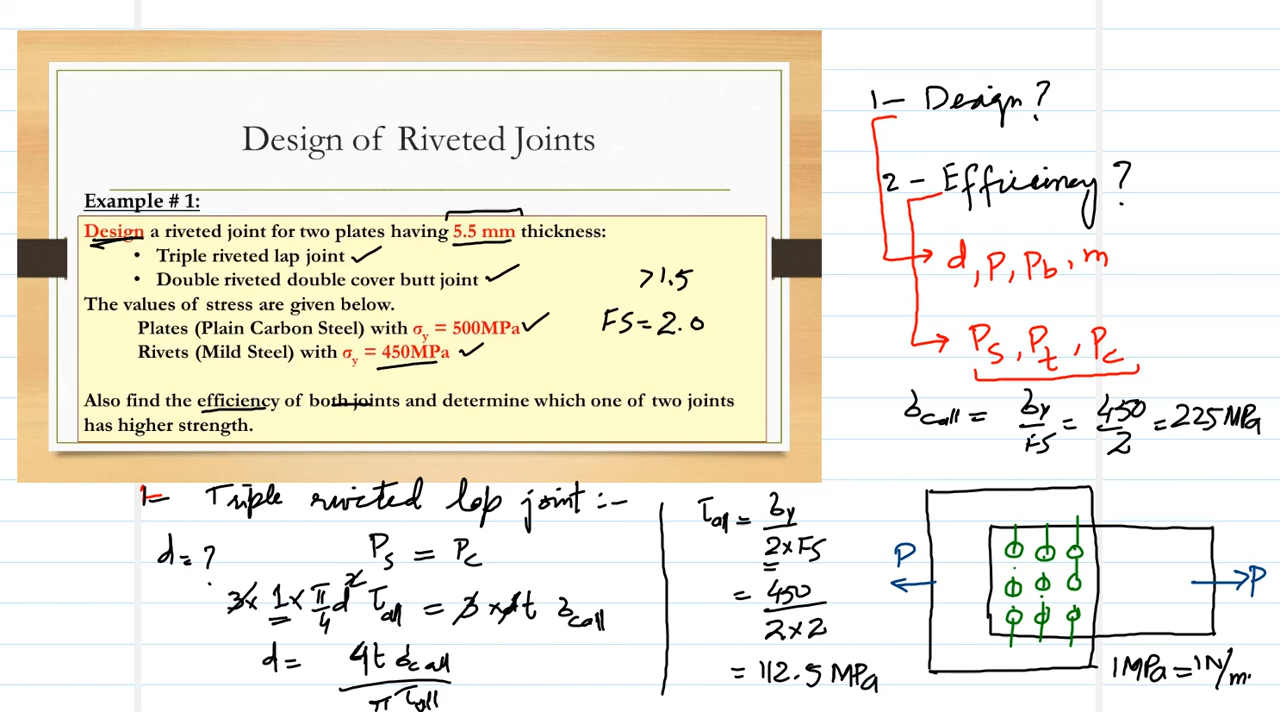 Design of Riveted Joints
Example # 1:
Design a riveted joint for two plates having 5.5 mm thickness:
• Triple riveted lap joint ✓
• Double riveted double cover butt joint ✓
The values of stress are given below.
Plates (Plain Carbon Steel) with σy = 500MPa ✓
Rivets (Mild Steel) with σy = 450MPa ✓
Also find the efficiency of both joints and determine which one of two joints
has higher strength.
>1.5
FS = 2.0
1- Design?
2- Efficiency?
d, p, Pb, m
Ps, Pt, Pc
σcall = σy/FS = 450/2 = 225 MPa
1- Triple riveted lap joint :-
d = ?
Ps = Pc
3 × 1 × π/4 d² τall = 3 × d t σcall
d = 4t σcall / π τall
τall = σy / 2×FS
= 450 / 2×2
= 112.5 MPa
P
P
1MPa = 1N/m